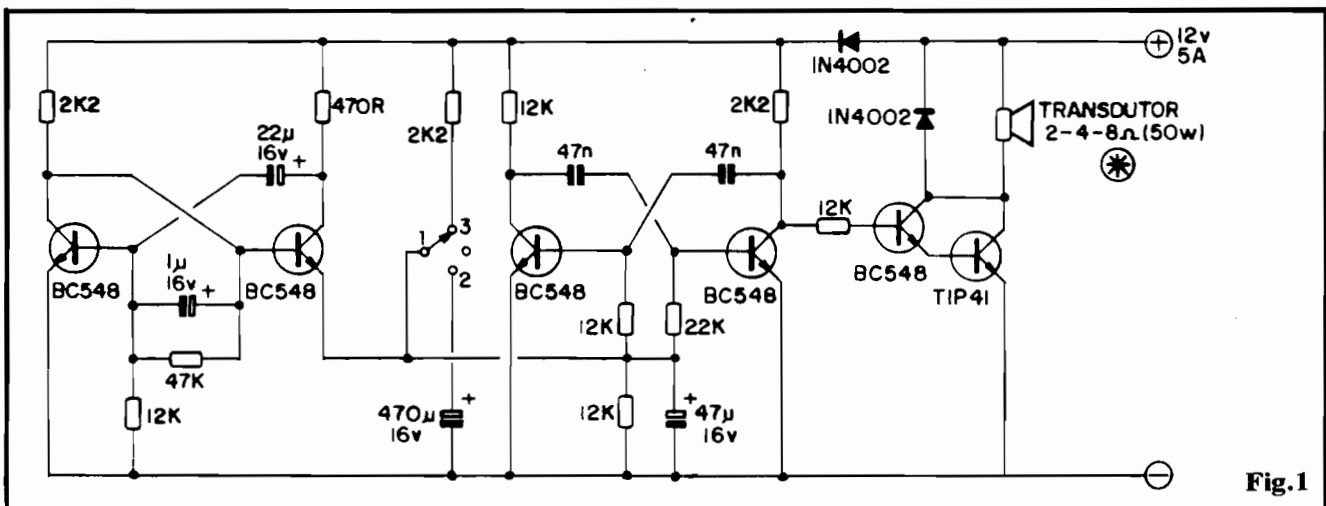 2K2
470R
2K2
12K
2K2
1N4002
12v
5A
1N4002
TRANSDUTOR
2-4-8Ω(50w)
22µ
16v
+
47n
47n
12K
1
3
2
BC548
BC548
BC548
BC548
BC548
TIP41
1µ
16v
+
47K
12K
12K
22K
12K
470µ
16v
+
47µ
16v
+
Fig.1